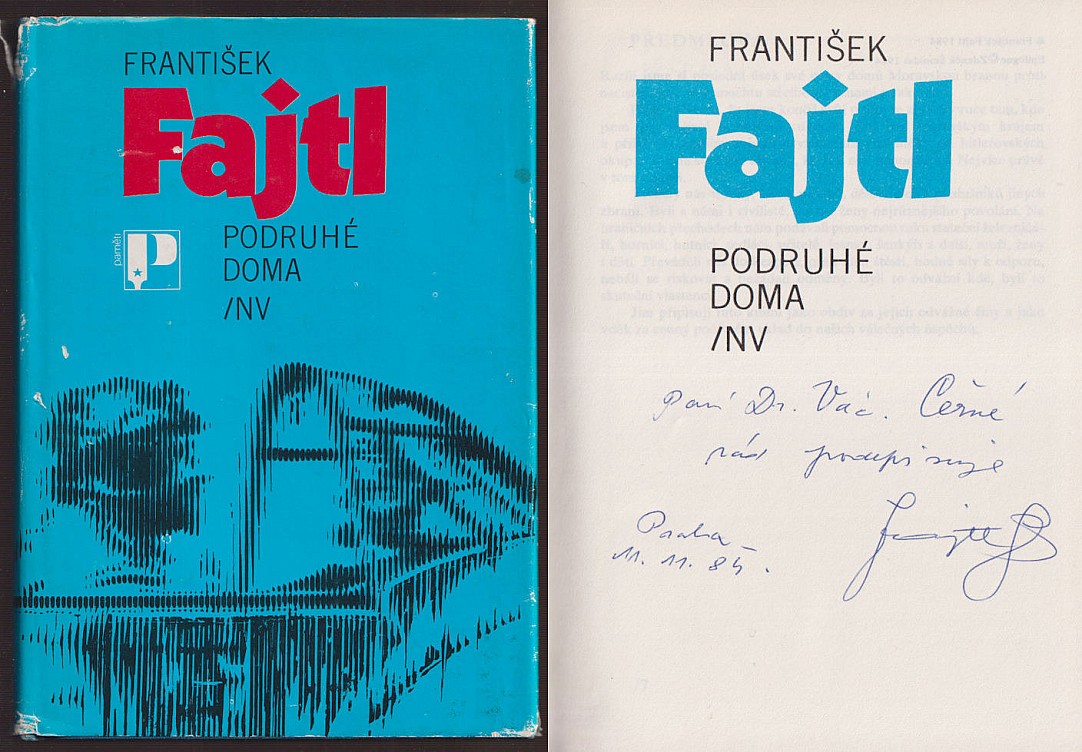 FRANTIŠEK
Fajtl
paměti
P
PODRUHÉ
DOMA
/NV
FRANTIŠEK
Fajtl
PODRUHÉ
DOMA
/NV
Paní Dr. Vác. Černé
rád podepisuje
Praha
11. 11. 85.
Fajtl